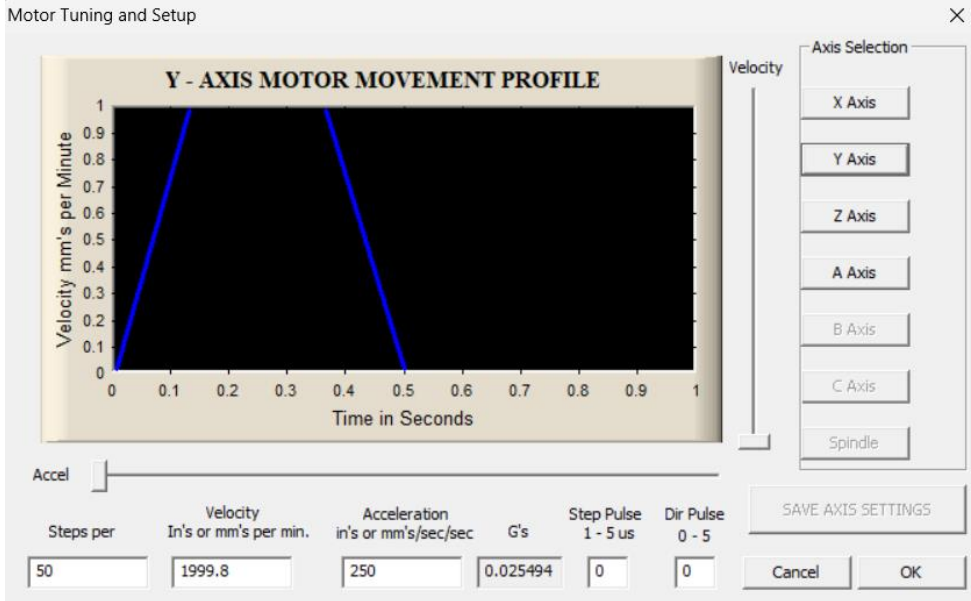 Motor Tuning and Setup
Axis Selection
Y - AXIS MOTOR MOVEMENT PROFILE
Velocity
Velocity mm's per Minute
1
0.9
0.8
0.7
0.6
0.5
0.4
0.3
0.2
0.1
0
0 0.1 0.2 0.3 0.4 0.5 0.6 0.7 0.8 0.9 1
Time in Seconds
X Axis
Y Axis
Z Axis
A Axis
B Axis
C Axis
Spindle
Accel
Steps per
50
Velocity
In's or mm's per min.
1999.8
Acceleration
in's or mm's/sec/sec
250
G's
0.025494
Step Pulse
1 - 5 us
0
Dir Pulse
0 - 5
0
SAVE AXIS SETTINGS
Cancel
OK